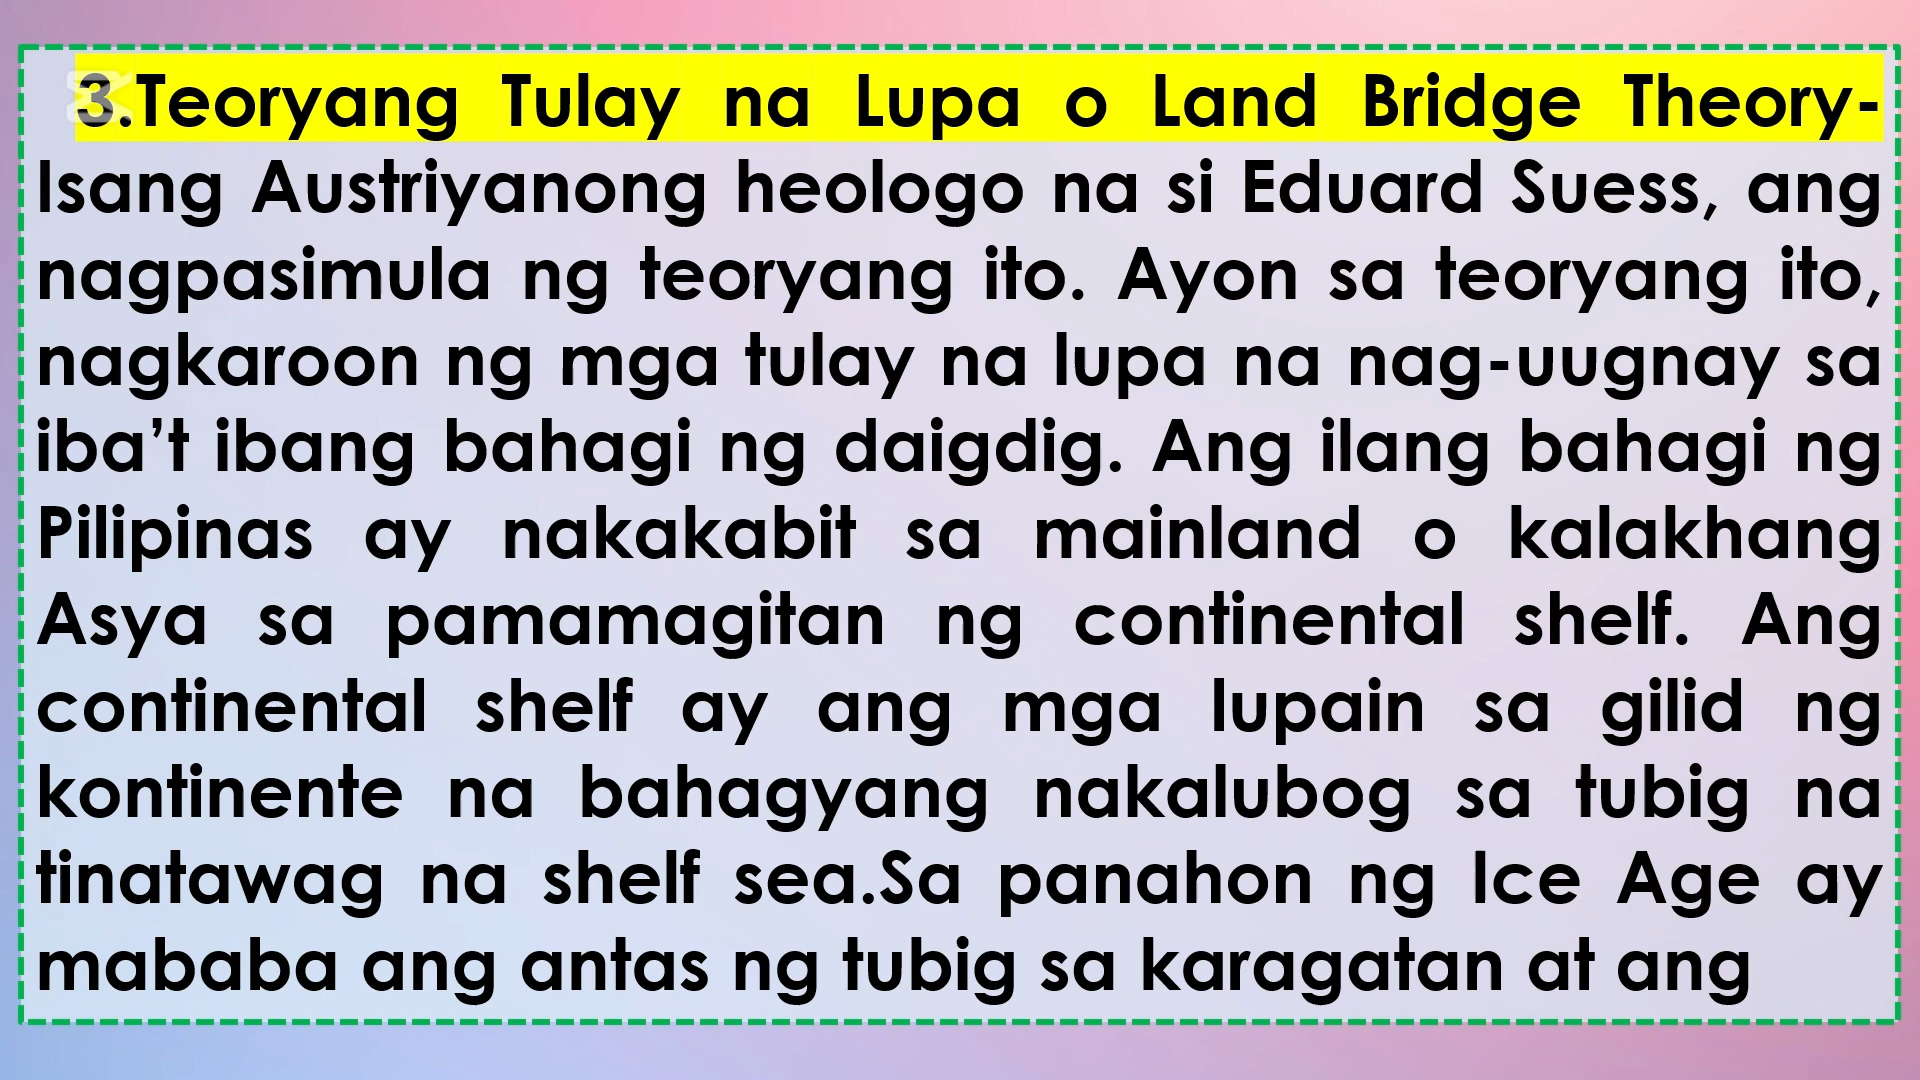 3.Teoryang Tulay na Lupa o Land Bridge Theory-
Isang Austriyanong heologo na si Eduard Suess, ang
nagpasimula ng teoryang ito. Ayon sa teoryang ito,
nagkaroon ng mga tulay na lupa na nag-uugnay sa
iba’t ibang bahagi ng daigdig. Ang ilang bahagi ng
Pilipinas ay nakakabit sa mainland o kalakhang
Asya sa pamamagitan ng continental shelf. Ang
continental shelf ay ang mga lupain sa gilid ng
kontinente na bahagyang nakalubog sa tubig na
tinatawag na shelf sea.Sa panahon ng Ice Age ay
mababa ang antas ng tubig sa karagatan at ang